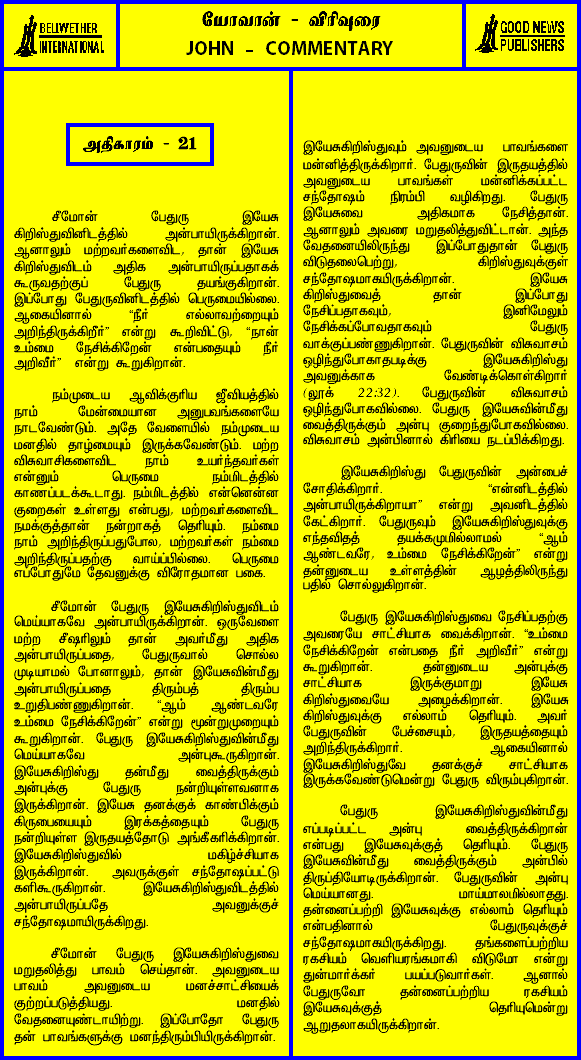 BELWETHER
INTERNATIONAL
யோவான் - விரிவுரை
JOHN - COMMENTARY
GOOD NEWS
PUBLISHERS
அதிகாரம் - 21
சீமோன் பேதுரு இயேசு
கிறிஸ்துவினிடத்தில் அன்பாயிருக்கிறான்.
ஆனாலும் மற்றவர்களைவிட, தான் இயேசு
கிறிஸ்துவிடம் அதிக அன்பாயிருப்பதாகக்
கூருவதற்குப் பேதுரு தயங்குகிறான்.
இப்போது பேதுருவினிடத்தில் பெருமையில்லை.
ஆகையினால் “நீர் எல்லாவற்றையும்
அறிந்திருக்கிறீர்” என்று கூறிவிட்டு, “நான்
உம்மை நேசிக்கிறேன் என்பதையும் நீர்
அறிவீர்” என்று கூறுகிறான்.
நம்முடைய ஆவிக்குரிய ஜீவியத்தில்
நாம் மேன்மையான அனுபவங்களையே
நாடவேண்டும். அதே வேளையில் நம்முடைய
மனதில் தாழ்மையும் இருக்கவேண்டும். மற்ற
விசுவாசிகளைவிட நாம் உயர்ந்தவர்கள்
என்னும் பெருமை நம்மிடத்தில்
காணப்படக்கூடாது. நம்மிடத்தில் என்னென்ன
குறைகள் உள்ளது என்பது, மற்றவர்களைவிட
நமக்குத்தான் நன்றாகத் தெரியும். நம்மை
நாம் அறிந்திருப்பதுபோல, மற்றவர்கள் நம்மை
அறிந்திருப்பதற்கு வாய்ப்பில்லை. பெருமை
எப்போதுமே தேவனுக்கு விரோதமான பகை.
சீமோன் பேதுரு இயேசுகிறிஸ்துவிடம்
மெய்யாகவே அன்பாயிருக்கிறான். ஒருவேளை
மற்ற சீஷரிலும் தான் அவர்மீது அதிக
அன்பாயிருப்பதை, பேதுருவால் சொல்ல
முடியாமல் போனாலும், தான் இயேசுவின்மீது
அன்பாயிருப்பதை திரும்பத் திரும்ப
உறுதிபண்ணுகிறான். “ஆம் ஆண்டவரே
உம்மை நேசிக்கிறேன்” என்று மூன்றுமுறையும்
கூறுகிறான். பேதுரு இயேசுகிறிஸ்துவின்மீது
மெய்யாகவே அன்புகூருகிறான்.
இயேசுகிறிஸ்து தன்மீது வைத்திருக்கும்
அன்புக்கு பேதுரு நன்றியுள்ளவனாக
இருக்கிறான். இயேசு தனக்குக் காண்பிக்கும்
கிருபையையும் இரக்கத்தையும் பேதுரு
நன்றியுள்ள இருதயத்தோடு அங்கீகரிக்கிறான்.
இயேசுகிறிஸ்துவில் மகிழ்ச்சியாக
இருக்கிறான். அவருக்குள் சந்தோஷப்பட்டு
களிகூருகிறான். இயேசுகிறிஸ்துவிடத்தில்
அன்பாயிருப்பதே அவனுக்குச்
சந்தோஷமாயிருக்கிறது.
சீமோன் பேதுரு இயேசுகிறிஸ்துவை
மறுதலித்து பாவம் செய்தான். அவனுடைய
பாவம் அவனுடைய மனச்சாட்சியைக்
குற்றப்படுத்தியது. மனதில்
வேதனையுண்டாயிற்று. இப்போதோ பேதுரு
தன் பாவங்களுக்கு மனந்திரும்பியிருக்கிறான்.
இயேசுகிறிஸ்துவும் அவனுடைய பாவங்களை
மன்னித்திருக்கிறார். பேதுருவின் இருதயத்தில்
அவனுடைய பாவங்கள் மன்னிக்கப்பட்ட
சந்தோஷம் நிரம்பி வழிகிறது. பேதுரு
இயேசுவை அதிகமாக நேசித்தான்.
ஆனாலும் அவரை மறுதலித்துவிட்டான். அந்த
வேதனையிலிருந்து இப்போதுதான் பேதுரு
விடுதலைபெற்று, கிறிஸ்துவுக்குள்
சந்தோஷமாகயிருக்கிறான். இயேசு
கிறிஸ்துவைத் தான் இப்போது
நேசிப்பதாகவும், இனிமேலும்
நேசிக்கப்போவதாகவும் பேதுரு
வாக்குப்பண்ணுகிறான். பேதுருவின் விசுவாசம்
ஒழிந்துபோகாதபடிக்கு இயேசுகிறிஸ்து
அவனுக்காக வேண்டிக்கொள்கிறார்
(லூக் 22:32). பேதுருவின் விசுவாசம்
ஒழிந்துபோகவில்லை. பேதுரு இயேசுவின்மீது
வைத்திருக்கும் அன்பு குறைந்துபோகவில்லை.
விசுவாசம் அன்பினால் கிரியை நடப்பிக்கிறது.
இயேசுகிறிஸ்து பேதுருவின் அன்பைச்
சோதிக்கிறார். “என்னிடத்தில்
அன்பாயிருக்கிறாயா” என்று அவனிடத்தில்
கேட்கிறார். பேதுருவும் இயேசுகிறிஸ்துவுக்கு
எந்தவிதத் தயக்கமுமில்லாமல் “ஆம்
ஆண்டவரே, உம்மை நேசிக்கிறேன்” என்று
தன்னுடைய உள்ளத்தின் ஆழத்திலிருந்து
பதில் சொல்லுகிறான்.
பேதுரு இயேசுகிறிஸ்துவை நேசிப்பதற்கு
அவரையே சாட்சியாக வைக்கிறான். “உம்மை
நேசிக்கிறேன் என்பதை நீர் அறிவீர்” என்று
கூறுகிறான். தன்னுடைய அன்புக்கு
சாட்சியாக இருக்குமாறு இயேசு
கிறிஸ்துவையே அழைக்கிறான். இயேசு
கிறிஸ்துவுக்கு எல்லாம் தெரியும். அவர்
பேதுருவின் பேச்சையும், இருதயத்தையும்
அறிந்திருக்கிறார். ஆகையினால்
இயேசுகிறிஸ்துவே தனக்குச் சாட்சியாக
இருக்கவேண்டுமென்று பேதுரு விரும்புகிறான்.
பேதுரு இயேசுகிறிஸ்துவின்மீது
எப்படிப்பட்ட அன்பு வைத்திருக்கிறான்
என்பது இயேசுவுக்குத் தெரியும். பேதுரு
இயேசுவின்மீது வைத்திருக்கும் அன்பில்
திருப்தியோடிருக்கிறான். பேதுருவின் அன்பு
மெய்யானது. மாய்மாலமில்லாதது.
தன்னைப்பற்றி இயேசுவுக்கு எல்லாம் தெரியும்
என்பதினால் பேதுருவுக்குச்
சந்தோஷமாகயிருக்கிறது. தங்களைப்பற்றிய
ரகசியம் வெளியரங்கமாகி விடுமோ என்று
துன்மார்க்கர் பயப்படுவார்கள். ஆனால்
பேதுருவோ தன்னைப்பற்றிய ரகசியம்
இயேசுவுக்குத் தெரியுமென்று
ஆறுதலாகயிருக்கிறான்.